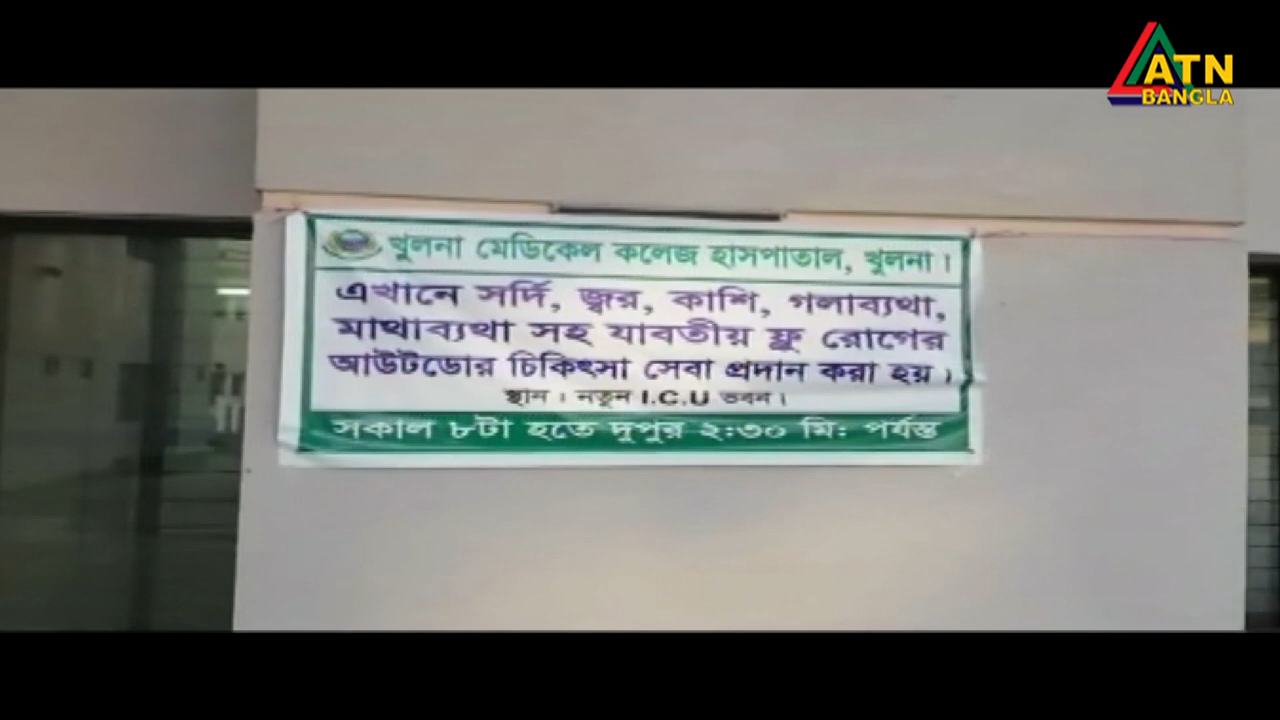 ATN
BANGLA
খুলনা মেডিকেল কলেজ হাসপাতাল, খুলনা।
এখানে সর্দি, জ্বর, কাশি, গলাব্যথা,
মাথাব্যথা সহ যাবতীয় ফ্লু রোগের
আউটডোর চিকিৎসা সেবা প্রদান করা হয়।
স্থান : নতুন I.C.U ভবন।
সকাল ৮টা হতে দুপুর ২:৩০ মি: পর্যন্ত